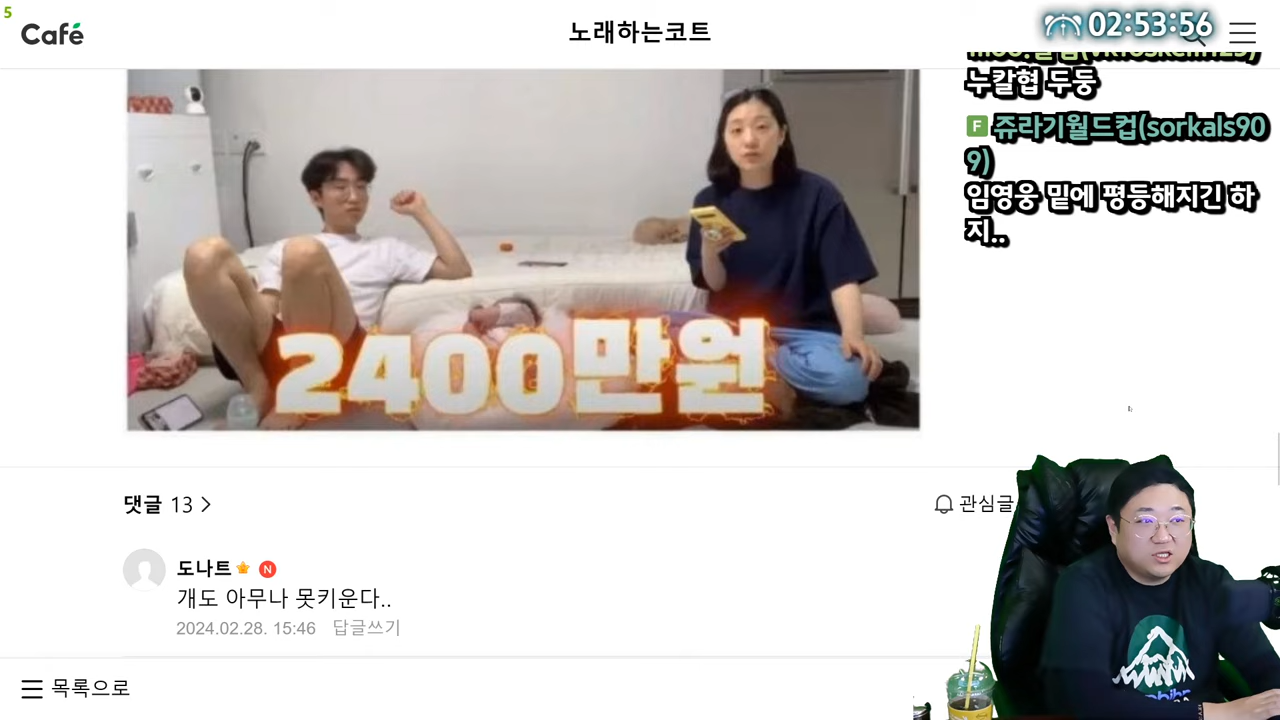 5
Café
노래하는코트
02:53:56
누칼협 두둥
F 쥬라기월드컵(sorkals90
9)
임영웅 밑에 평등해지긴 하
지..
2400만원
댓글 13 >
관심글
도나트 N
개도 아무나 못키운다..
2024.02.28. 15:46 답글쓰기
목록으로